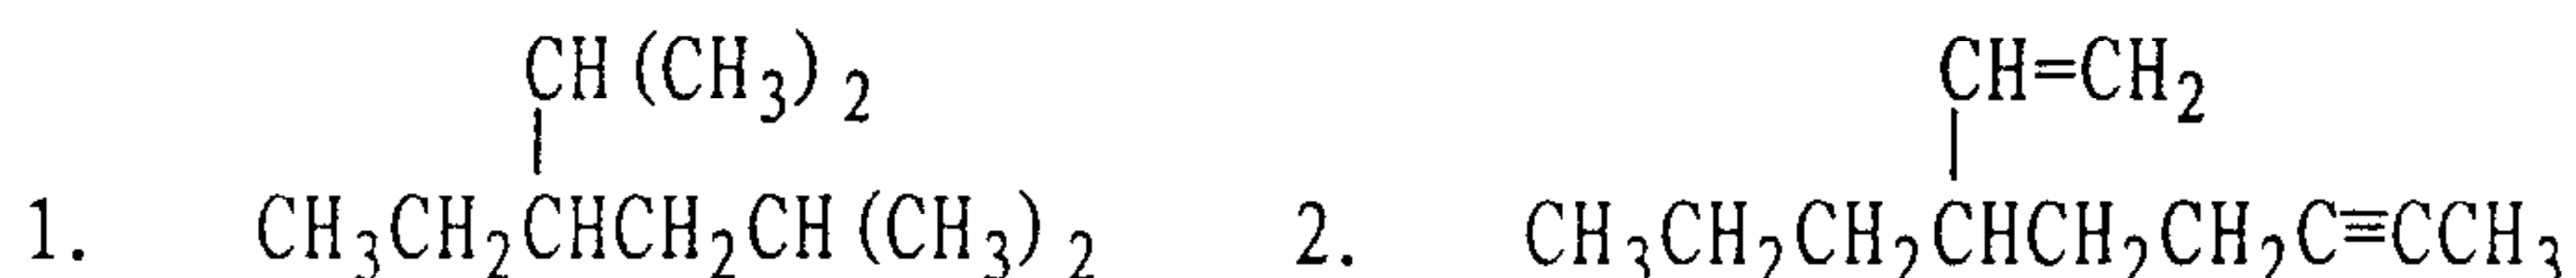 CH(CH₃)₂ CH=CH₂
1. CH₃CH₂CHCH₂CH(CH₃)₂ 2. CH₃CH₂CH₂CHCH₂CH₂C≡CCH₃